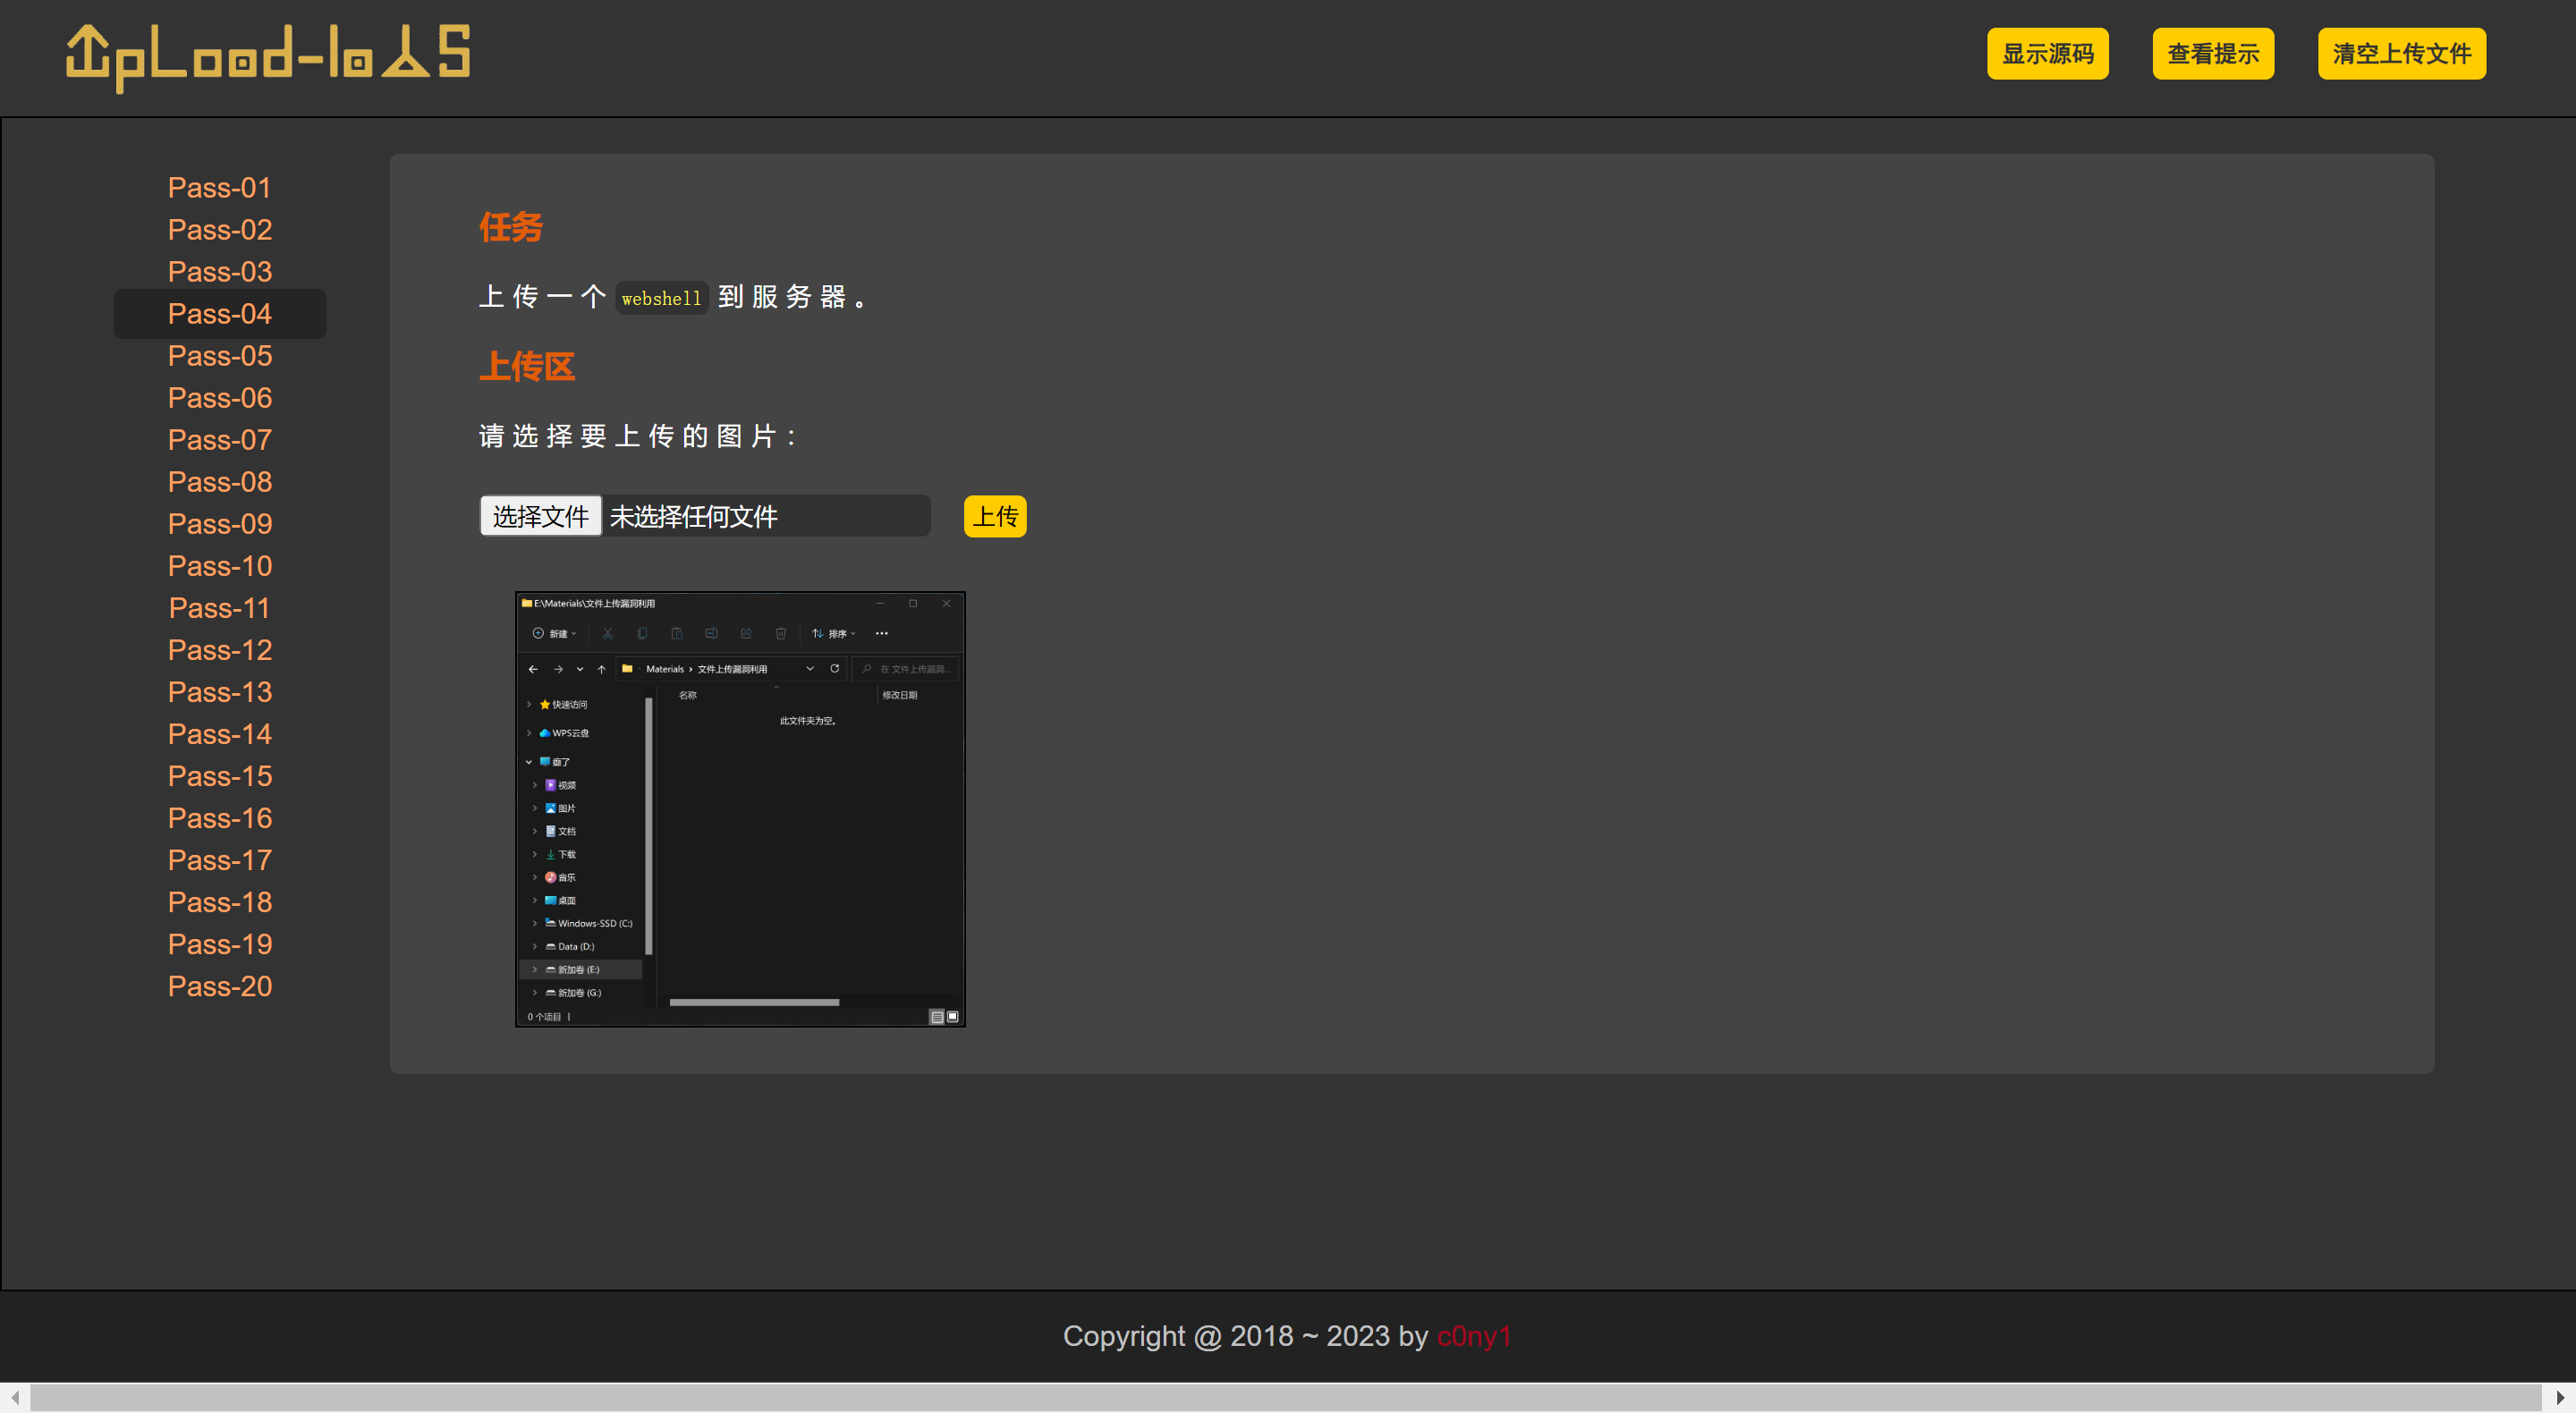 UpLoad-labs
显示源码 查看提示 清空上传文件
Pass-01
Pass-02
Pass-03
Pass-04
Pass-05
Pass-06
Pass-07
Pass-08
Pass-09
Pass-10
Pass-11
Pass-12
Pass-13
Pass-14
Pass-15
Pass-16
Pass-17
Pass-18
Pass-19
Pass-20
任务
上传一个 webshell 到服务器。
上传区
请选择要上传的图片：
选择文件 未选择任何文件 上传
E:\Materials\文件上传漏洞利用
新建 排序
Materials › 文件上传漏洞利用 在 文件上传漏洞...
名称 修改日期
此文件夹为空。
快速访问
WPS云盘
癫了
视频
图片
文档
下载
音乐
桌面
Windows-SSD (C:)
Data (D:)
新加卷 (E:)
新加卷 (G:)
0 个项目
Copyright @ 2018 ~ 2023 by c0ny1